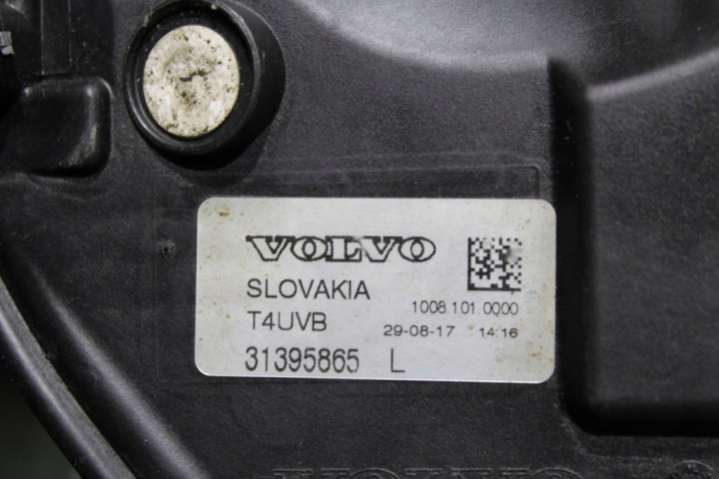 VOLVO
SLOVAKIA
1008.101.0000
T4UVB
29-08-17 14:16
31395865 L